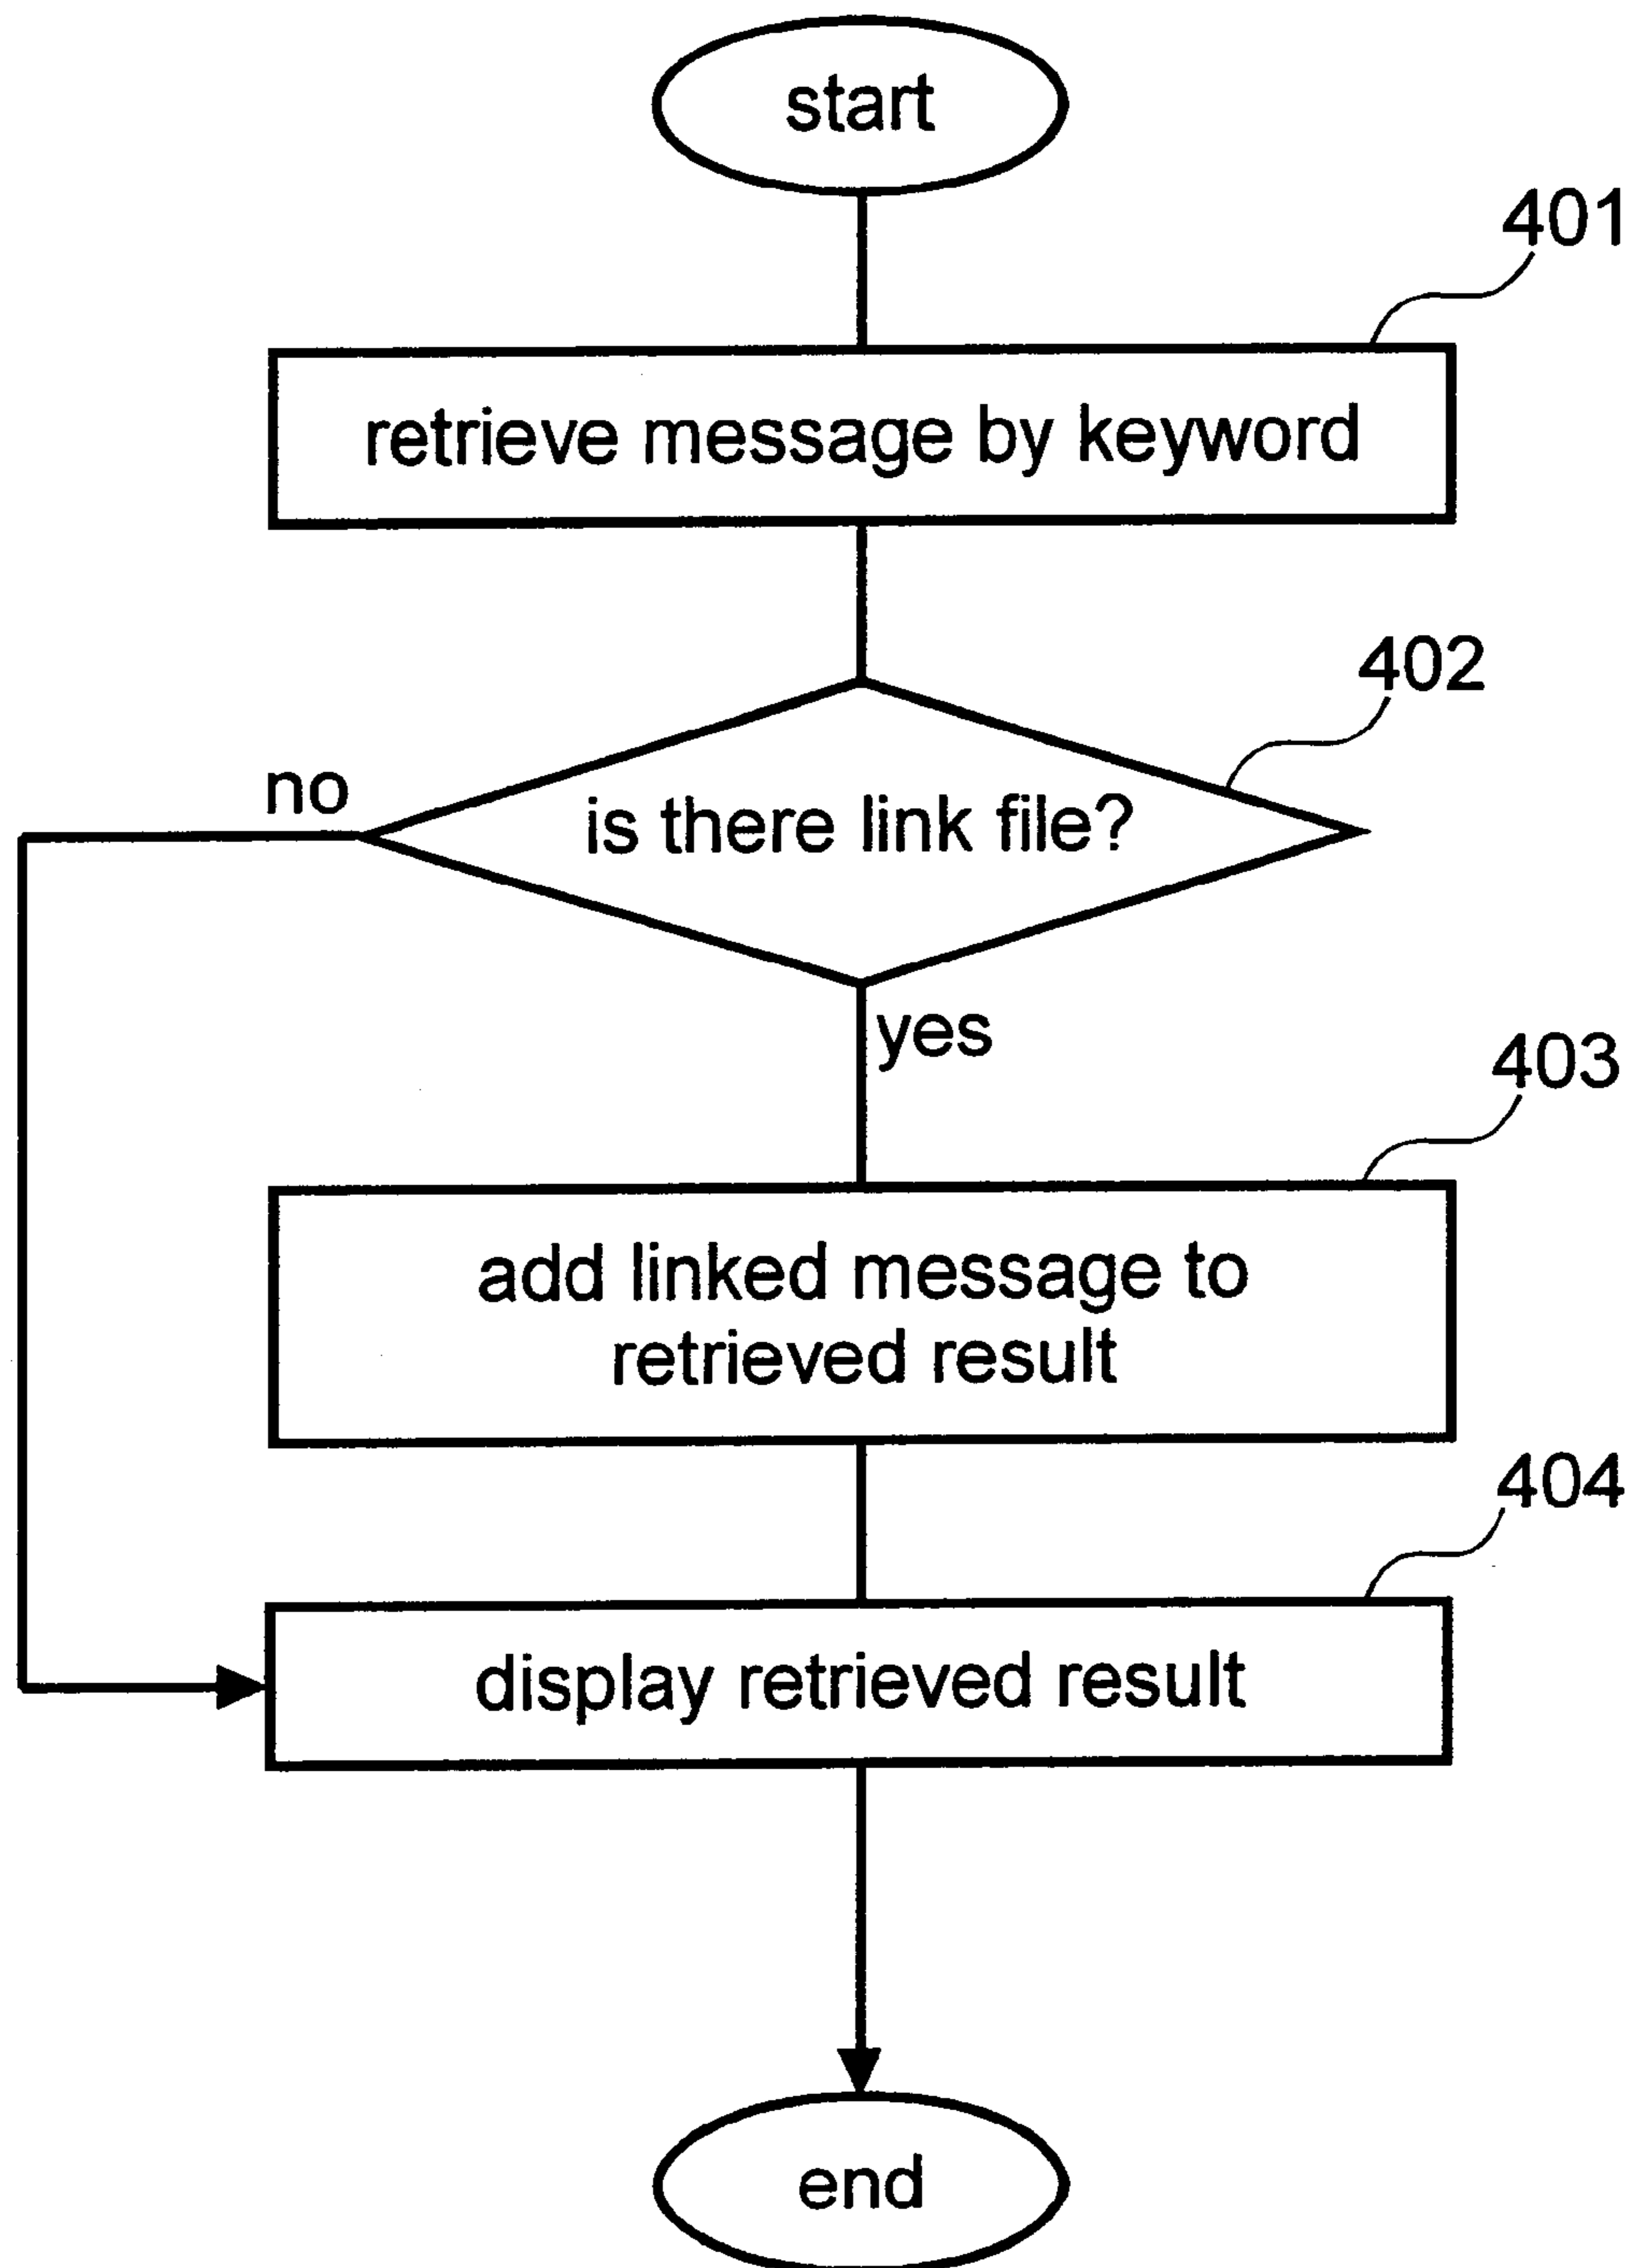 start
401
retrieve message by keyword
402
no
is there link file?
yes
403
add linked message to
retrieved result
404
display retrieved result
end